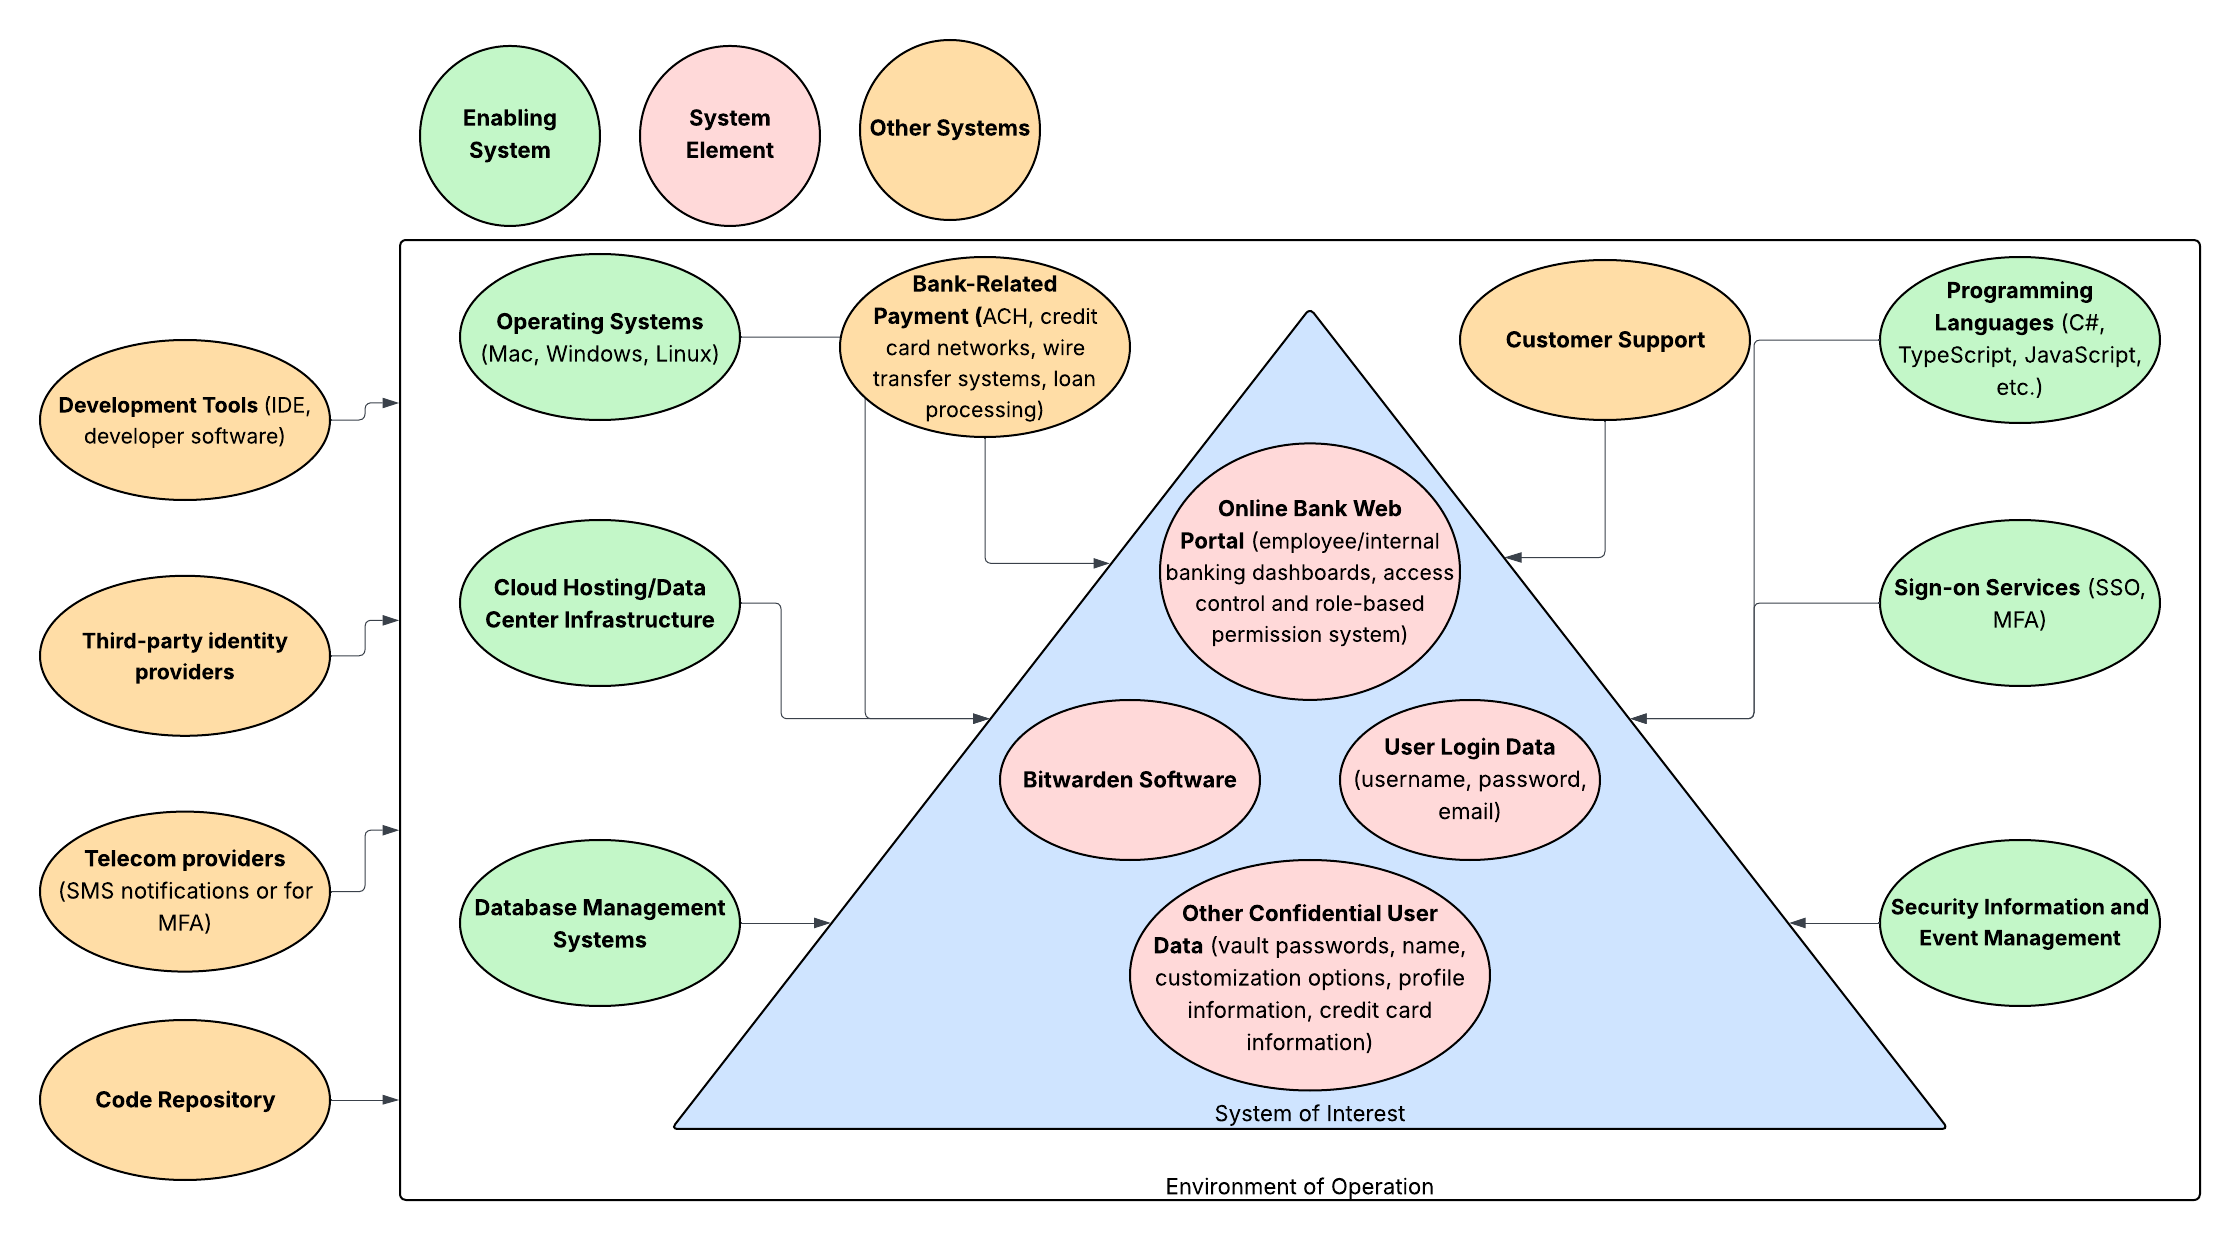 Enabling
System
System
Element
Other Systems
Operating Systems
(Mac, Windows, Linux)
Bank-Related
Payment (ACH, credit
card networks, wire
transfer systems, loan
processing)
Customer Support
Programming
Languages (C#,
TypeScript, JavaScript,
etc.)
Development Tools (IDE,
developer software)
Online Bank Web
Portal (employee/internal
banking dashboards, access
control and role-based
permission system)
Cloud Hosting/Data
Center Infrastructure
Sign-on Services (SSO,
MFA)
Third-party identity
providers
Bitwarden Software
User Login Data
(username, password,
email)
Telecom providers
(SMS notifications or for
MFA)
Database Management
Systems
Other Confidential User
Data (vault passwords, name,
customization options, profile
information, credit card
information)
Security Information and
Event Management
Code Repository
System of Interest
Environment of Operation